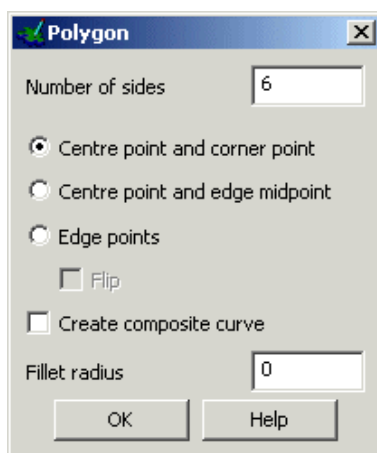 Polygon
Number of sides 6
Centre point and corner point
Centre point and edge midpoint
Edge points
Flip
Create composite curve
Fillet radius 0
OK Help